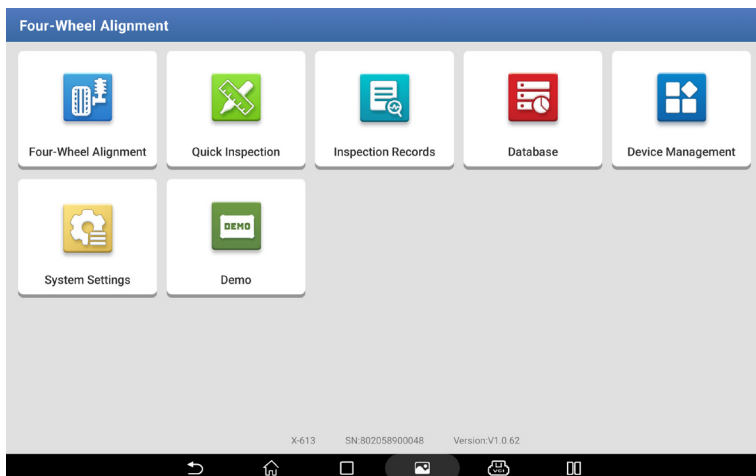 Four-Wheel Alignment
Four-Wheel Alignment
Quick Inspection
Inspection Records
Database
Device Management
DEMO
System Settings
Demo
X-613 SN:802058900048 Version:V1.0.62
VCI